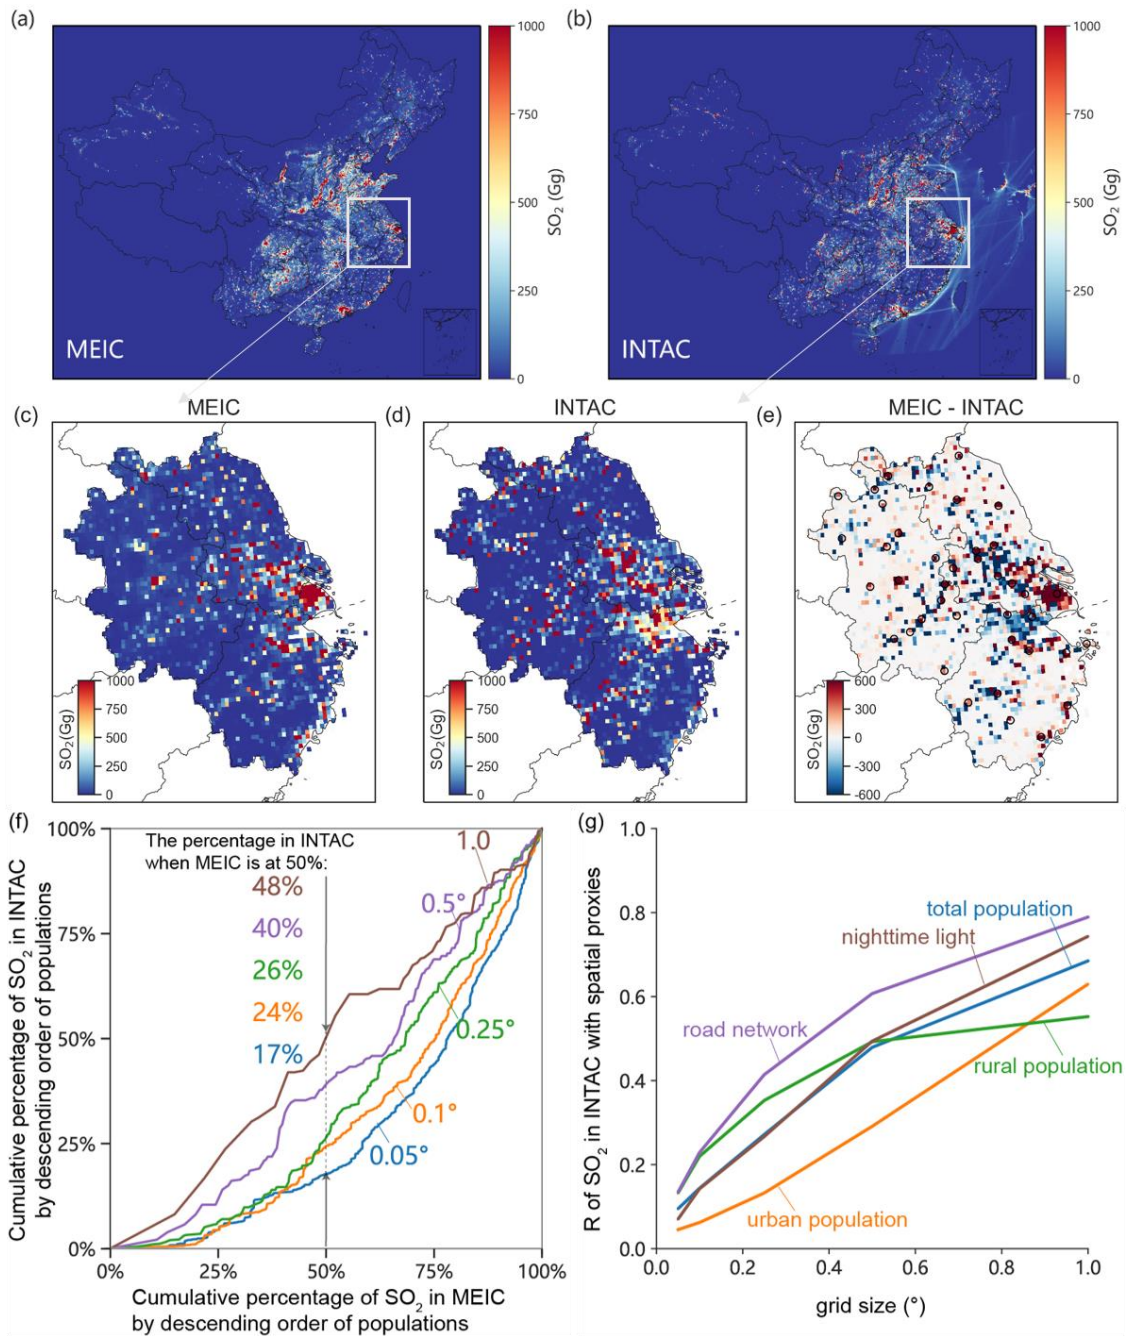 (a)
(b)
1000
750
500
250
0
SO₂ (Gg)
1000
750
500
250
0
SO₂ (Gg)
MEIC
INTAC
(c)
MEIC
(d)
INTAC
(e)
MEIC - INTAC
1000
750
500
250
0
SO₂(Gg)
1000
750
500
250
0
SO₂(Gg)
600
300
0
-300
-600
SO₂(Gg)
(f)
100%
75%
50%
25%
0%
Cumulative percentage of SO₂ in INTAC
by descending order of populations
The percentage in INTAC
when MEIC is at 50%:
48%
40%
26%
24%
17%
1.0
0.5°
0.25°
0.1°
0.05°
0%
25%
50%
75%
100%
Cumulative percentage of SO₂ in MEIC
by descending order of populations
(g)
1.0
0.8
0.6
0.4
0.2
0.0
R of SO₂ in INTAC with spatial proxies
total population
nighttime light
road network
rural population
urban population
0.0
0.2
0.4
0.6
0.8
1.0
grid size (°)